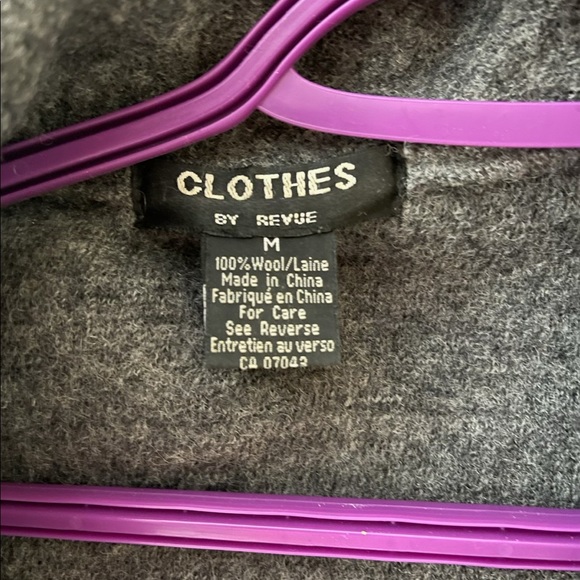 CLOTHES
BY REVUE
M
100%Wool/Laine
Made in China
Fabriqué en China
For Care
See Reverse
Entretien au verso
CA 07043